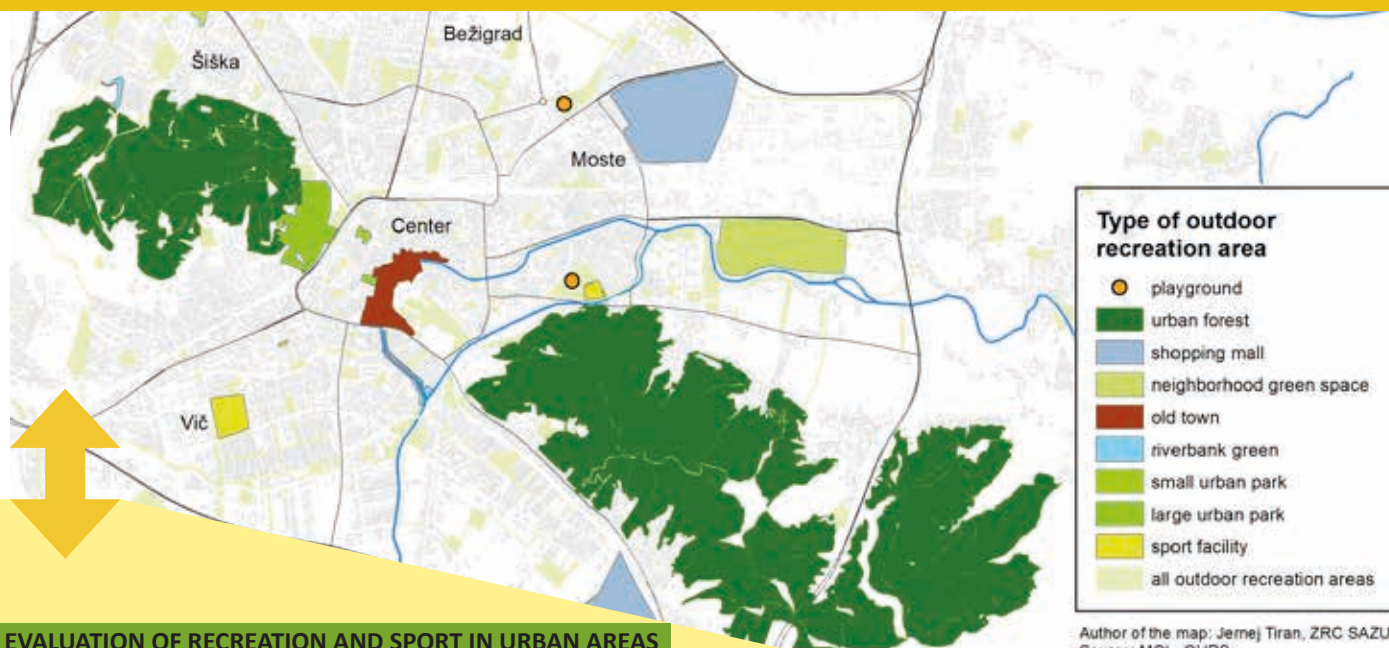 Bežigrad
Šiška
Moste
Center
Vič
Type of outdoor
recreation area
playground
urban forest
shopping mall
neighborhood green space
old town
riverbank green
small urban park
large urban park
sport facility
all outdoor recreation areas
EVALUATION OF RECREATION AND SPORT IN URBAN AREAS
Author of the map: Jernej Tiran, ZRC SAZU